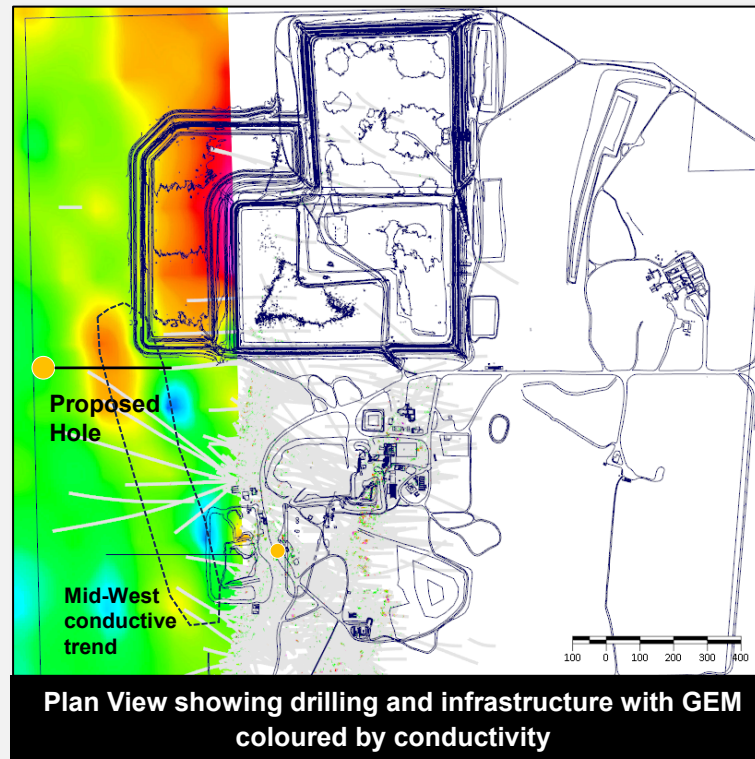 Proposed
Hole
Mid-West
conductive
trend
100 0 100 200 300 400
Plan View showing drilling and infrastructure with GEM
coloured by conductivity